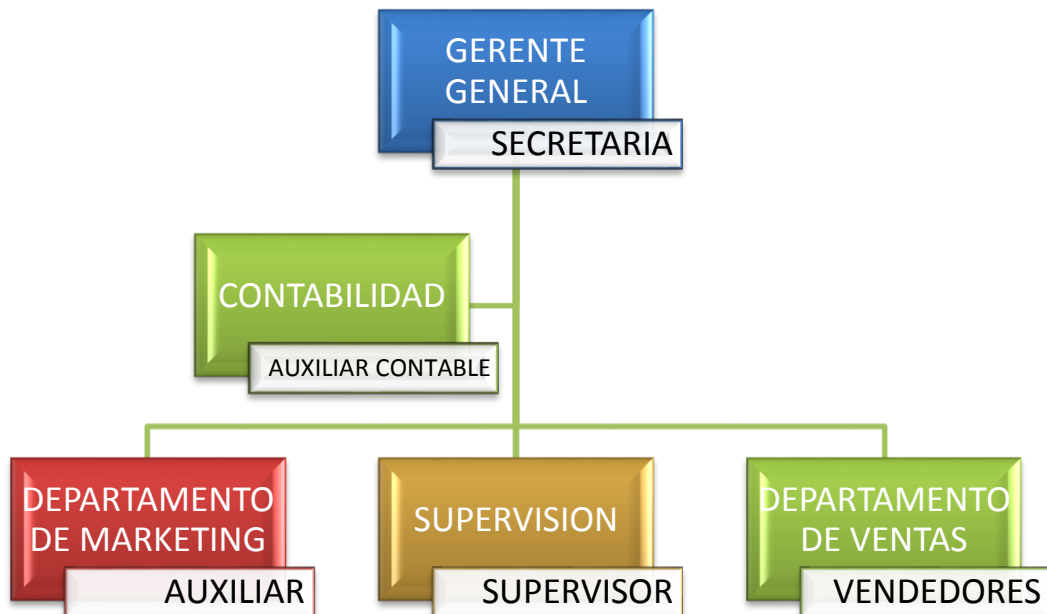 GERENTE
GENERAL
SECRETARIA
CONTABILIDAD
AUXILIAR CONTABLE
DEPARTAMENTO
DE MARKETING
AUXILIAR
SUPERVISION
SUPERVISOR
DEPARTAMENTO
DE VENTAS
VENDEDORES